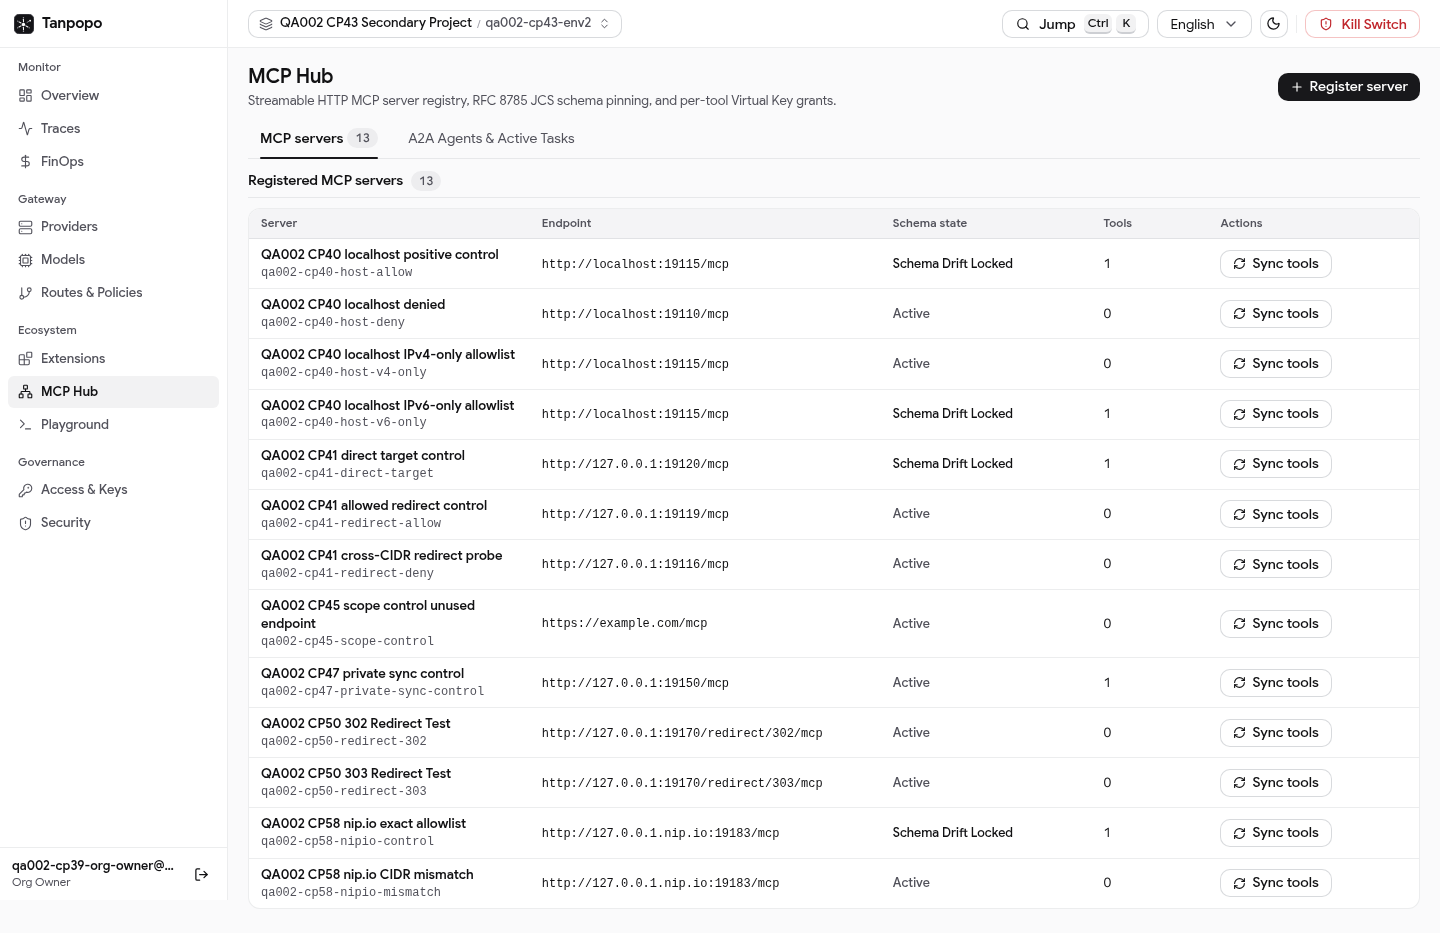 Tanpopo
QA002 CP43 Secondary Project / qa002-cp43-env2
Jump Ctrl K
English
Kill Switch
Monitor
Overview
Traces
FinOps
Gateway
Providers
Models
Routes & Policies
Ecosystem
Extensions
MCP Hub
Playground
Governance
Access & Keys
Security
qa002-cp39-org-owner@...
Org Owner
MCP Hub
Streamable HTTP MCP server registry, RFC 8785 JCS schema pinning, and per-tool Virtual Key grants.
Register server
MCP servers 13 A2A Agents & Active Tasks
Registered MCP servers 13
Server Endpoint Schema state Tools Actions
QA002 CP40 localhost positive control
qa002-cp40-host-allow
http://localhost:19115/mcp Schema Drift Locked 1 Sync tools
QA002 CP40 localhost denied
qa002-cp40-host-deny
http://localhost:19110/mcp Active 0 Sync tools
QA002 CP40 localhost IPv4-only allowlist
qa002-cp40-host-v4-only
http://localhost:19115/mcp Active 0 Sync tools
QA002 CP40 localhost IPv6-only allowlist
qa002-cp40-host-v6-only
http://localhost:19115/mcp Schema Drift Locked 1 Sync tools
QA002 CP41 direct target control
qa002-cp41-direct-target
http://127.0.0.1:19120/mcp Schema Drift Locked 1 Sync tools
QA002 CP41 allowed redirect control
qa002-cp41-redirect-allow
http://127.0.0.1:19119/mcp Active 0 Sync tools
QA002 CP41 cross-CIDR redirect probe
qa002-cp41-redirect-deny
http://127.0.0.1:19116/mcp Active 0 Sync tools
QA002 CP45 scope control unused
endpoint
qa002-cp45-scope-control
https://example.com/mcp Active 0 Sync tools
QA002 CP47 private sync control
qa002-cp47-private-sync-control
http://127.0.0.1:19150/mcp Active 1 Sync tools
QA002 CP50 302 Redirect Test
qa002-cp50-redirect-302
http://127.0.0.1:19170/redirect/302/mcp Active 0 Sync tools
QA002 CP50 303 Redirect Test
qa002-cp50-redirect-303
http://127.0.0.1:19170/redirect/303/mcp Active 0 Sync tools
QA002 CP58 nip.io exact allowlist
qa002-cp58-nipio-control
http://127.0.0.1.nip.io:19183/mcp Schema Drift Locked 1 Sync tools
QA002 CP58 nip.io CIDR mismatch
qa002-cp58-nipio-mismatch
http://127.0.0.1.nip.io:19183/mcp Active 0 Sync tools